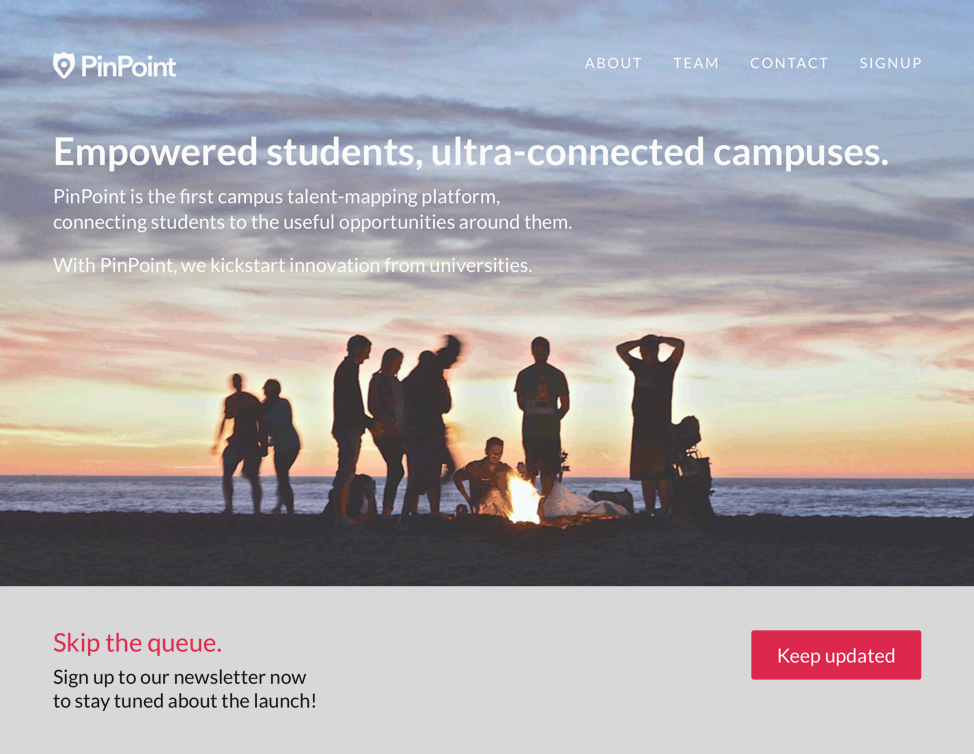 PinPoint
ABOUT TEAM CONTACT SIGNUP
Empowered students, ultra-connected campuses.
PinPoint is the first campus talent-mapping platform,
connecting students to the useful opportunities around them.
With PinPoint, we kickstart innovation from universities.
Skip the queue.
Sign up to our newsletter now
to stay tuned about the launch!
Keep updated